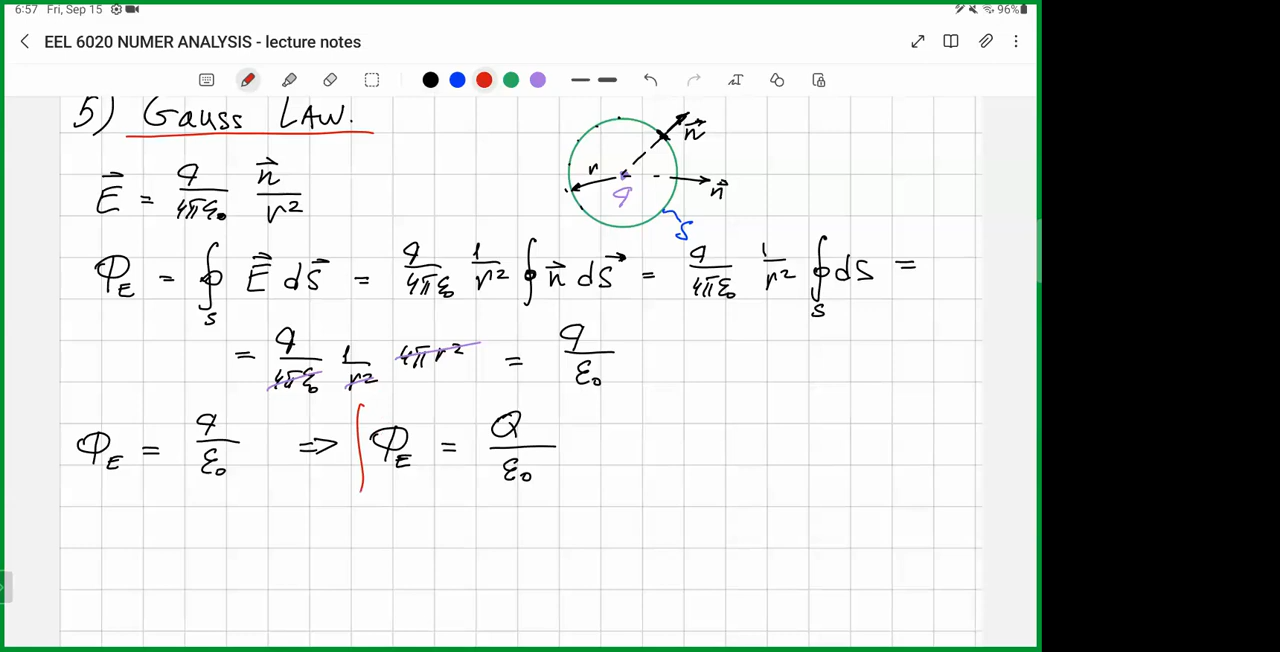 6:57 Fri, Sep 15 96%
EEL 6020 NUMER ANALYSIS - lecture notes
5) Gauss LAW.
E⃗ = q/(4πε₀) n⃗/r²
n⃗
r
q
n⃗
S
Φ_E = ∮_S E⃗ dS⃗ = q/(4πε₀) 1/r² ∮ n⃗ dS⃗ = q/(4πε₀) 1/r² ∮_S dS =
= q/(4πε₀) 1/r² 4πr² = q/ε₀
Φ_E = q/ε₀ => Φ_E = Q/ε₀